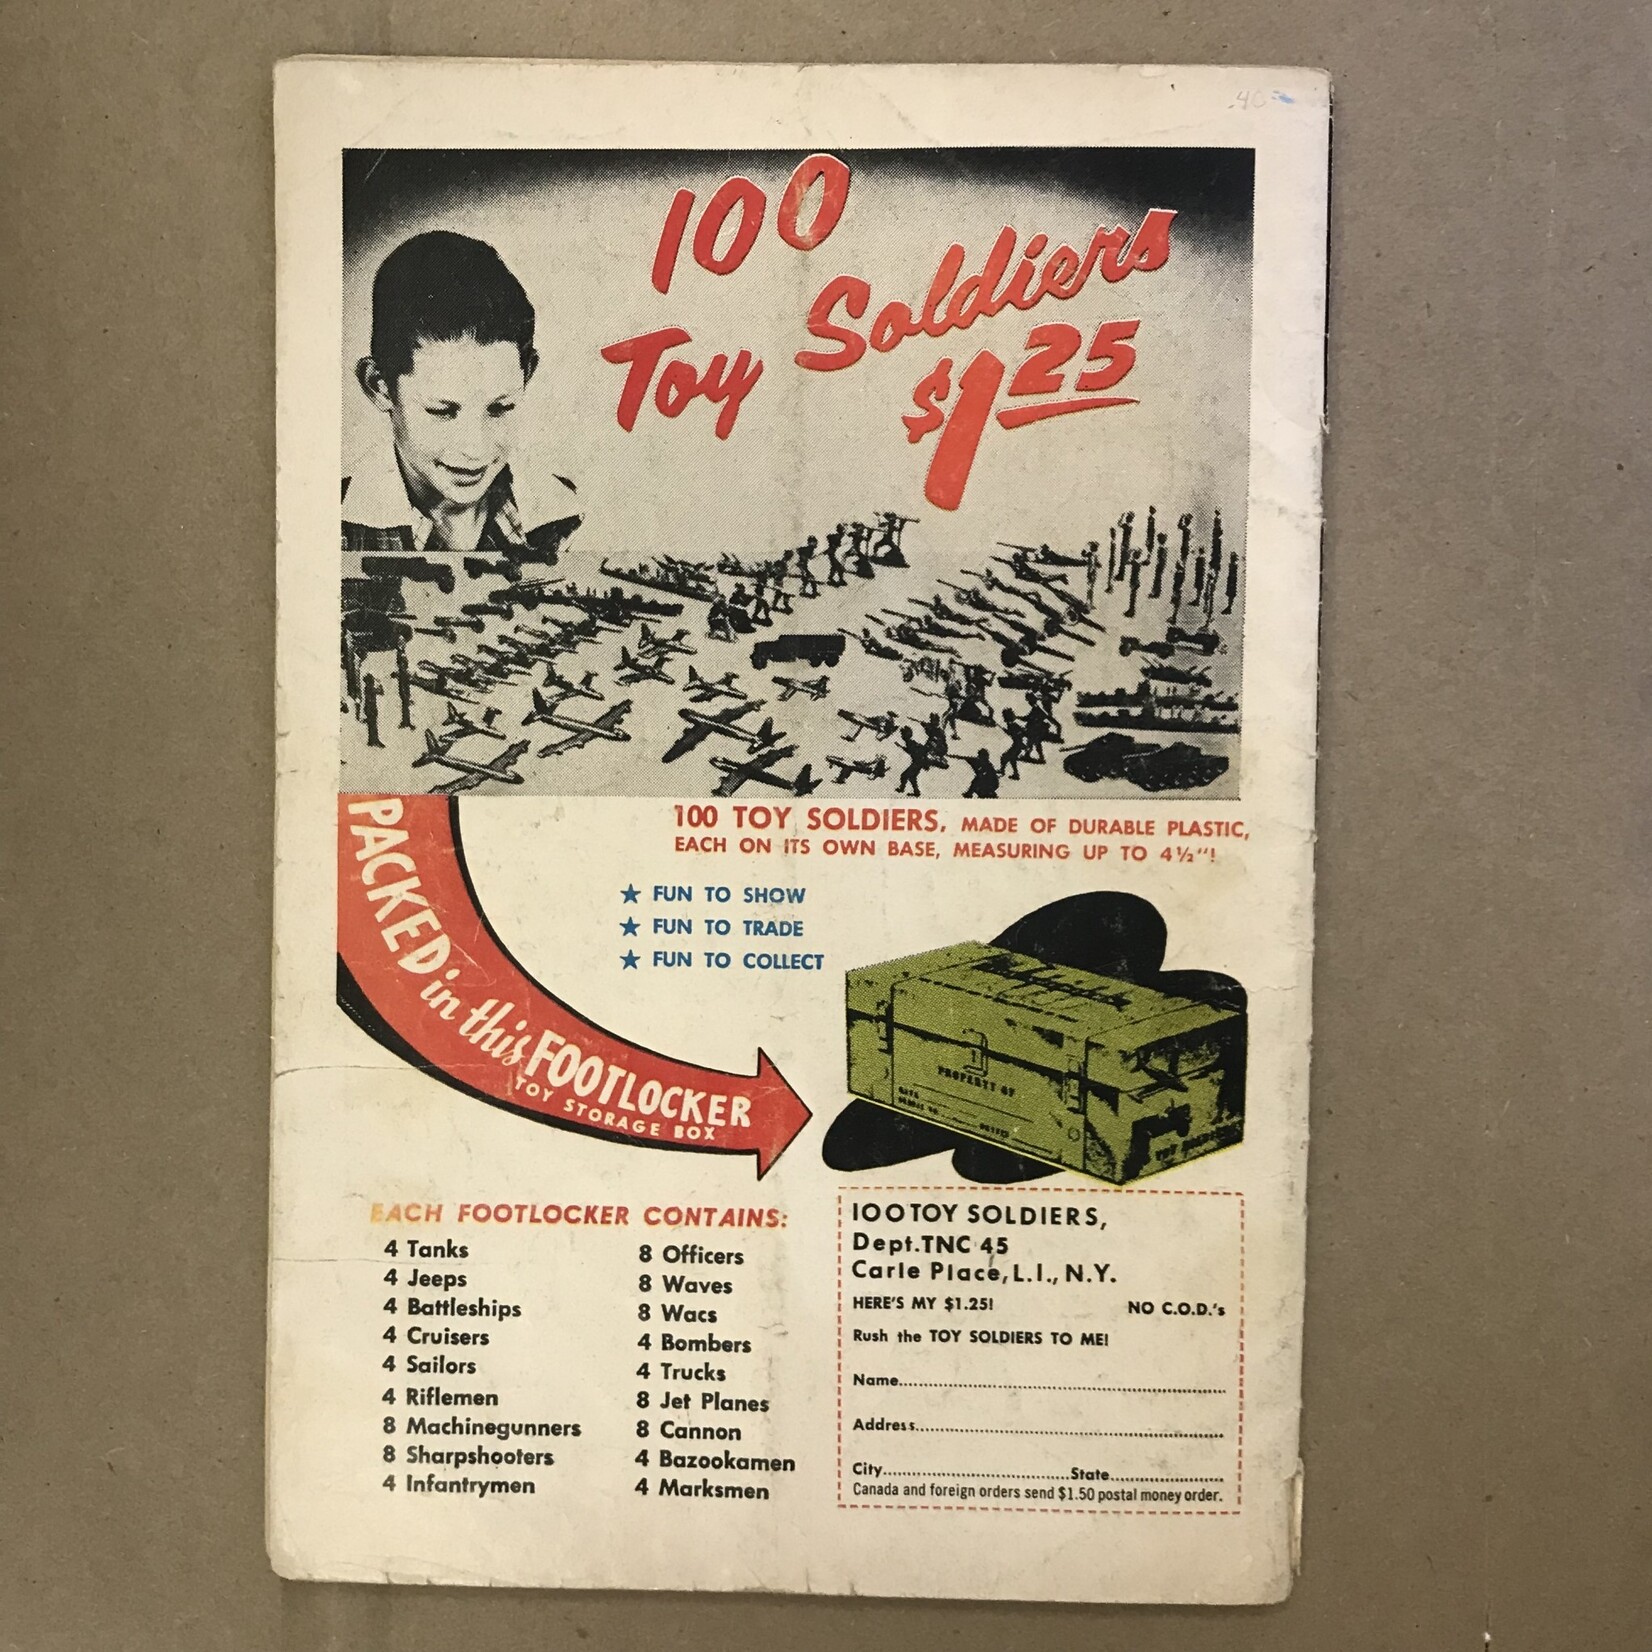 .40
100
Toy Soldiers
$1.25
100 TOY SOLDIERS, MADE OF DURABLE PLASTIC,
EACH ON ITS OWN BASE, MEASURING UP TO 4½"!
★ FUN TO SHOW
★ FUN TO TRADE
★ FUN TO COLLECT
PACKED in this FOOTLOCKER
TOY STORAGE BOX
PROPERTY OF
EACH FOOTLOCKER CONTAINS:
4 Tanks
4 Jeeps
4 Battleships
4 Cruisers
4 Sailors
4 Riflemen
8 Machinegunners
8 Sharpshooters
4 Infantrymen
8 Officers
8 Waves
8 Wacs
4 Bombers
4 Trucks
8 Jet Planes
8 Cannon
4 Bazookamen
4 Marksmen
100 TOY SOLDIERS,
Dept. TNC 45
Carle Place, L.I., N.Y.
HERE'S MY $1.25! NO C.O.D.'s
Rush the TOY SOLDIERS TO ME!
Name
Address
City State
Canada and foreign orders send $1.50 postal money order.